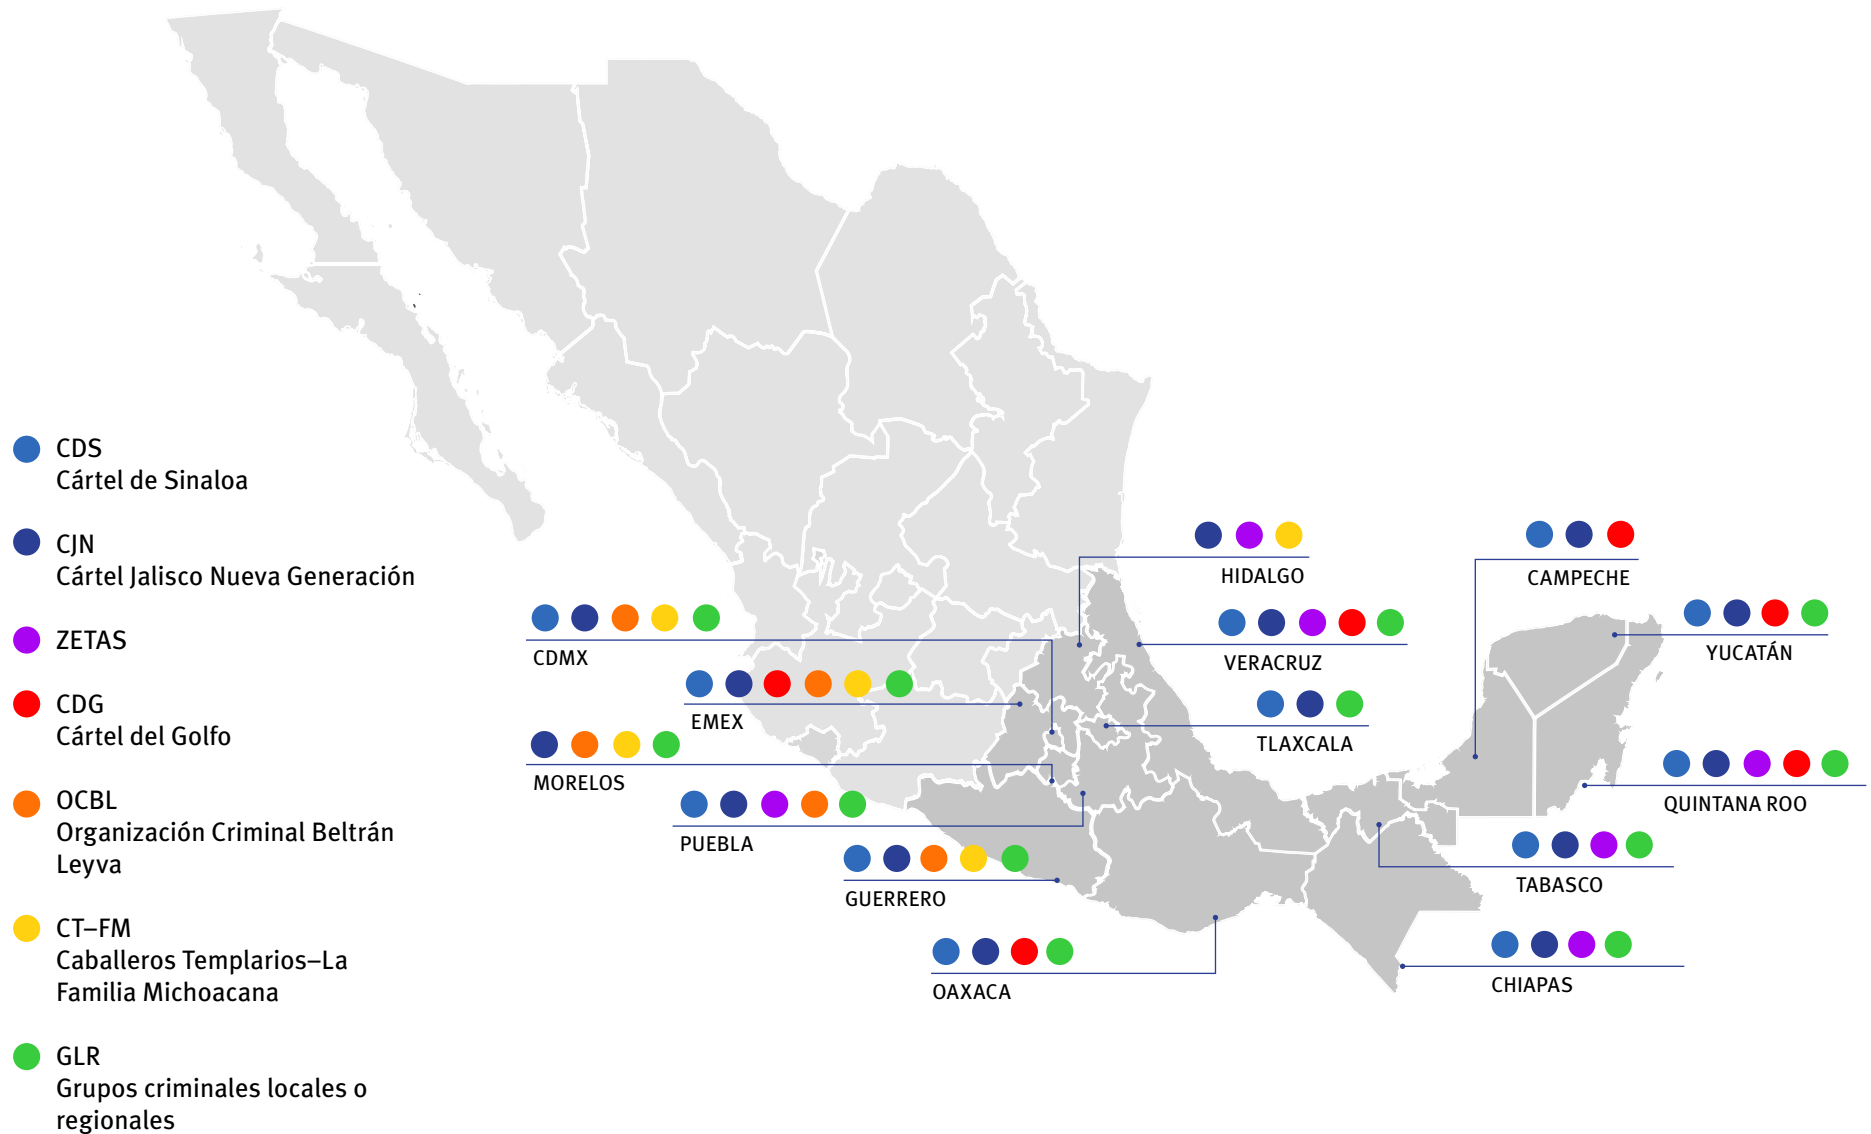 CDS
Cártel de Sinaloa
CJN
Cártel Jalisco Nueva Generación
ZETAS
CDG
Cártel del Golfo
OCBL
Organización Criminal Beltrán
Leyva
CT–FM
Caballeros Templarios–La
Familia Michoacana
GLR
Grupos criminales locales o
regionales
CDMX
EMEX
MORELOS
PUEBLA
GUERRERO
OAXACA
HIDALGO
VERACRUZ
TLAXCALA
CAMPECHE
YUCATÁN
QUINTANA ROO
TABASCO
CHIAPAS